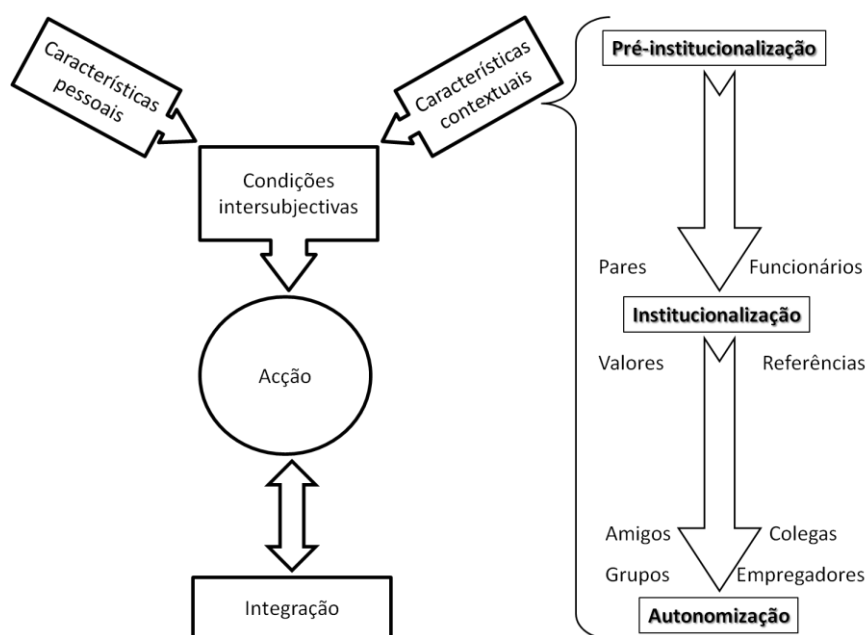 Características
pessoais
Características
contextuais
Condições
intersubjectivas
Acção
Integração
Pré-institucionalização
Pares
Funcionários
Institucionalização
Valores
Referências
Amigos
Colegas
Grupos
Empregadores
Autonomização